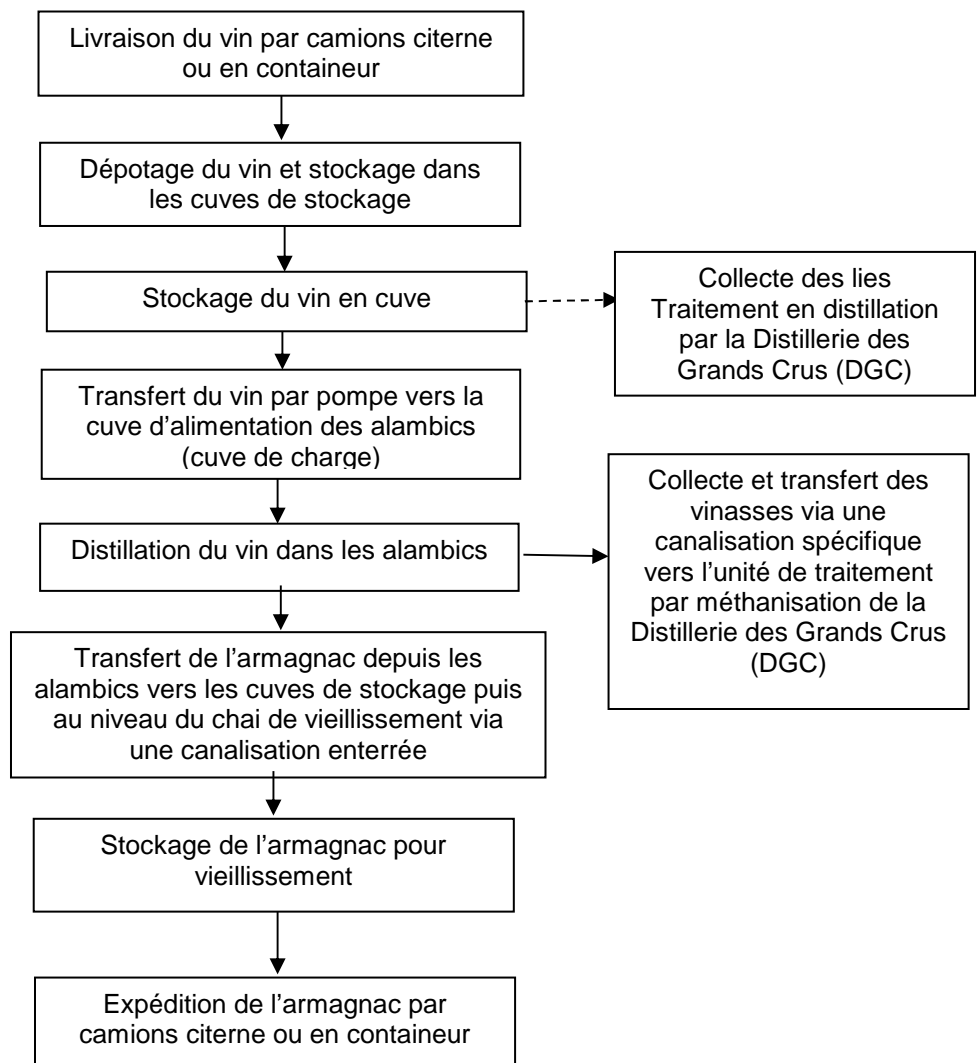 Livraison du vin par camions citerne
ou en containeur
Dépotage du vin et stockage dans
les cuves de stockage
Stockage du vin en cuve
Collecte des lies
Traitement en distillation
par la Distillerie des
Grands Crus (DGC)
Transfert du vin par pompe vers la
cuve d’alimentation des alambics
(cuve de charge)
Distillation du vin dans les alambics
Collecte et transfert des
vinasses via une
canalisation spécifique
vers l’unité de traitement
par méthanisation de la
Distillerie des Grands Crus
(DGC)
Transfert de l’armagnac depuis les
alambics vers les cuves de stockage puis
au niveau du chai de vieillissement via
une canalisation enterrée
Stockage de l’armagnac pour
vieillissement
Expédition de l’armagnac par
camions citerne ou en containeur